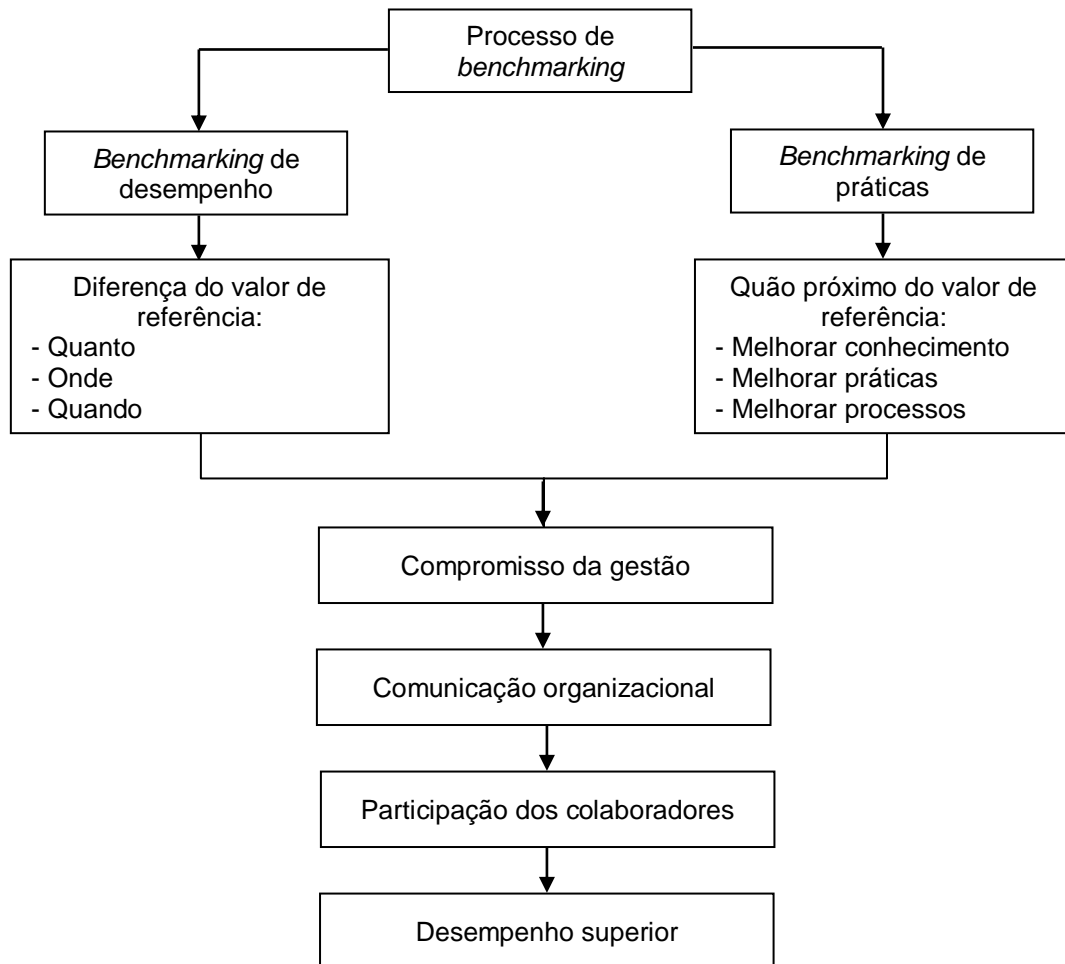 Processo de
benchmarking
Benchmarking de
desempenho
Benchmarking de
práticas
Diferença do valor de
referência:
- Quanto
- Onde
- Quando
Quão próximo do valor de
referência:
- Melhorar conhecimento
- Melhorar práticas
- Melhorar processos
Compromisso da gestão
Comunicação organizacional
Participação dos colaboradores
Desempenho superior